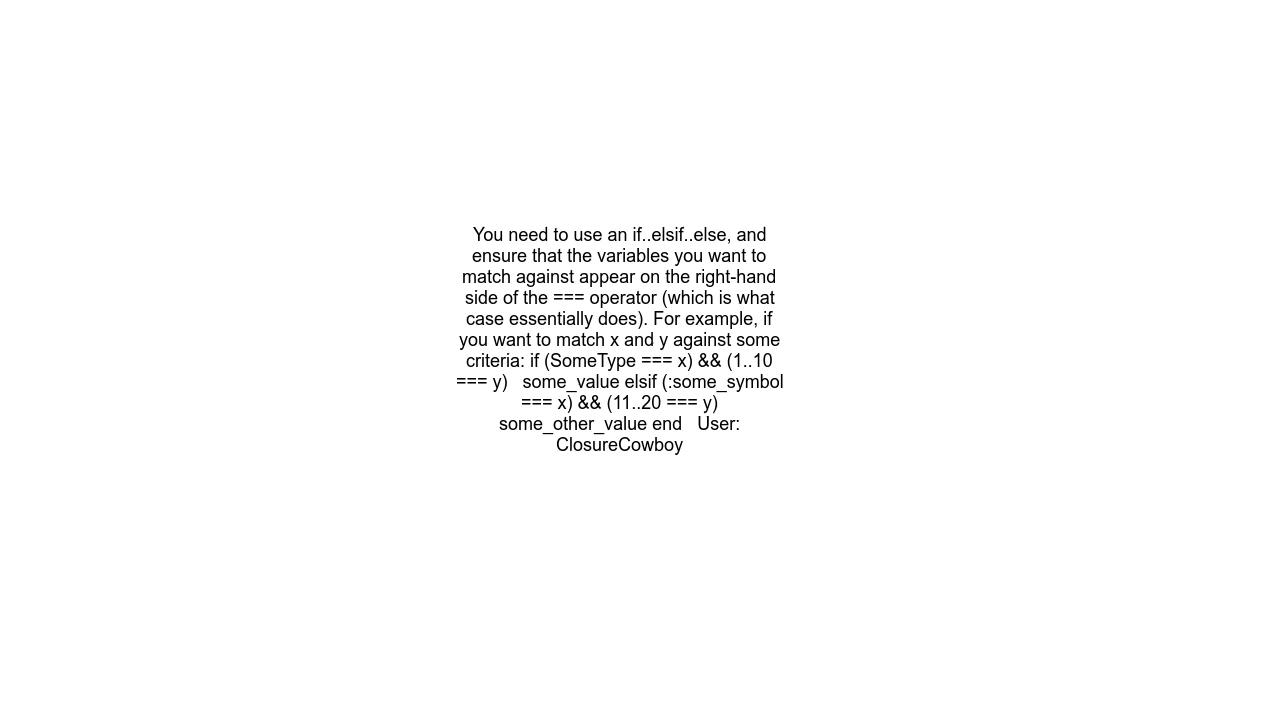 You need to use an if..elsif..else, and
ensure that the variables you want to
match against appear on the right-hand
side of the === operator (which is what
case essentially does). For example, if
you want to match x and y against some
criteria: if (SomeType === x) && (1..10
=== y)   some_value elsif (:some_symbol
=== x) && (11..20 === y)
some_other_value end   User:
ClosureCowboy